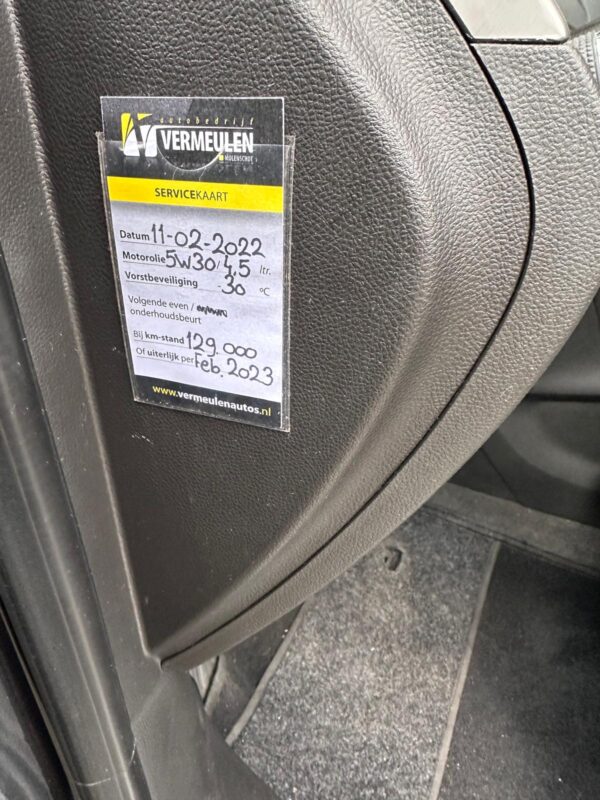 autobedrijf
VERMEULEN
MOLENSCHOT
SERVICEKAART
Datum 11-02-2022
Motorolie 5W30/4,5 ltr.
Vorstbeveiliging -30 °C
Volgende even /
onderhoudsbeurt
Bij km-stand 129.000
Of uiterlijk per Feb. 2023
www.vermeulenautos.nl